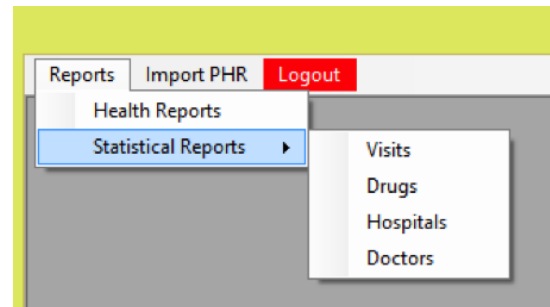 Reports Import PHR Logout
Health Reports
Statistical Reports
Visits
Drugs
Hospitals
Doctors